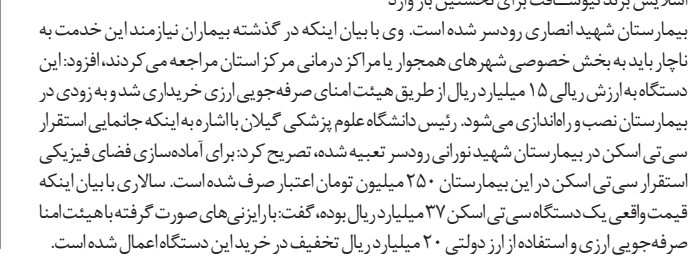 اسلایس برند نیوسافت برای نخستین بار وارد
بیمارستان شهید انصاری رودسر شده است. وی با بیان اینکه در گذشته بیماران نیازمند این خدمت به
ناچار باید به بخش خصوصی شهرهای همجوار یا مراکز درمانی مرکز استان مراجعه می‌کردند، افزود: این
دستگاه به ارزش ریالی ۱۵ میلیارد ریال از طریق هیئت امنای صرفه‌جویی ارزی خریداری شد و به زودی در
بیمارستان نصب و راه‌اندازی می‌شود. رئیس دانشگاه علوم پزشکی گیلان با اشاره به اینکه جانمایی استقرار
سی‌تی اسکن در بیمارستان شهید نورانی رودسر تعبیه شده، تصریح کرد: برای آماده‌سازی فضای فیزیکی
استقرار سی‌تی اسکن در این بیمارستان ۲۵۰ میلیون تومان اعتبار صرف شده است. سالاری با بیان اینکه
قیمت واقعی یک دستگاه سی‌تی اسکن ۳۷ میلیارد ریال بوده، گفت: با رایزنی‌های صورت گرفته با هیئت امنا
صرفه‌جویی ارزی و استفاده از ارز دولتی ۲۰ میلیارد ریال تخفیف در خرید این دستگاه اعمال شده است.